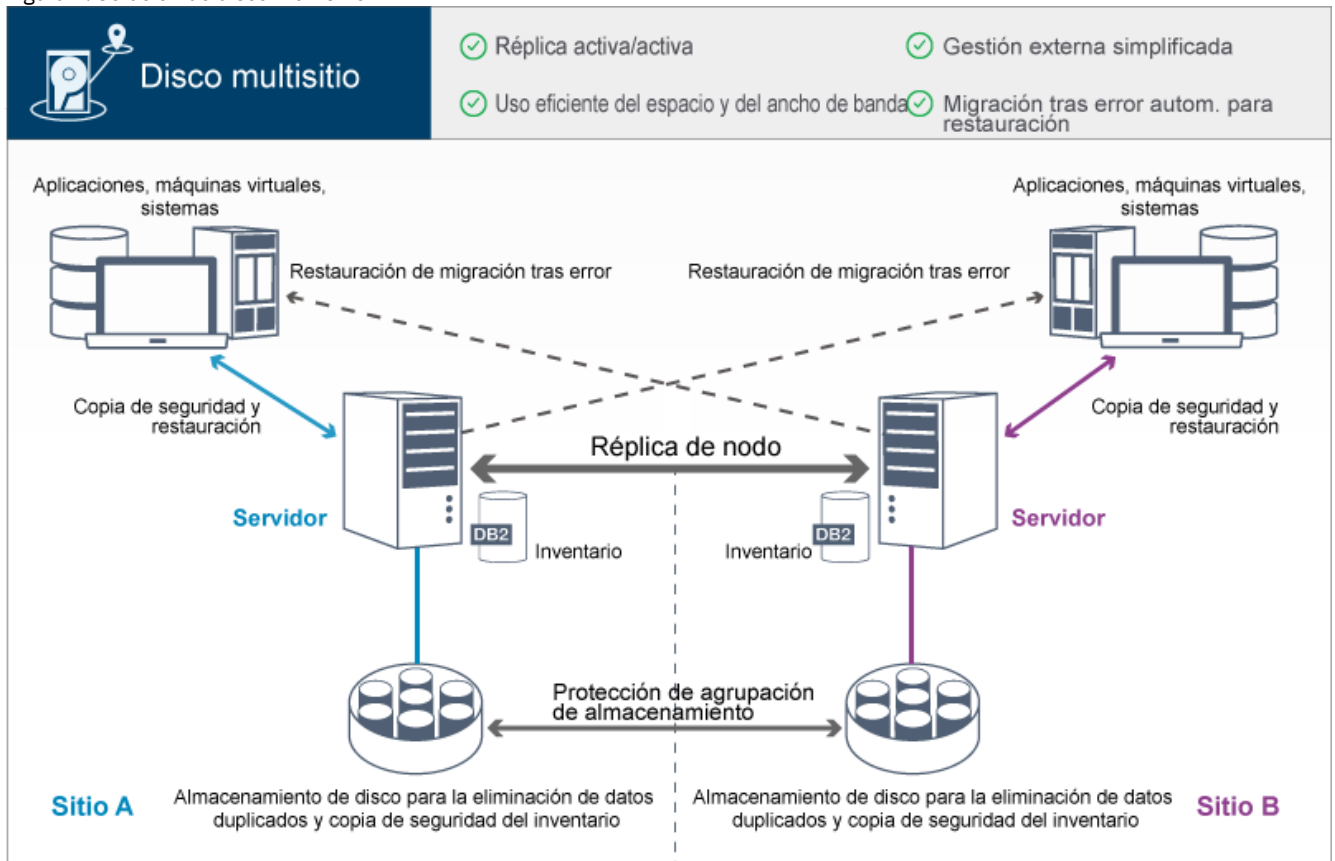 Disco multisitio
Réplica activa/activa
Gestión externa simplificada
Uso eficiente del espacio y del ancho de banda
Migración tras error autom. para
restauración
Aplicaciones, máquinas virtuales,
sistemas
Aplicaciones, máquinas virtuales,
sistemas
Restauración de migración tras error
Restauración de migración tras error
Copia de seguridad y
restauración
Copia de seguridad y
restauración
Réplica de nodo
Servidor
Servidor
DB2
Inventario
Inventario
DB2
Protección de agrupación
de almacenamiento
Sitio A
Almacenamiento de disco para la eliminación de datos
duplicados y copia de seguridad del inventario
Almacenamiento de disco para la eliminación de datos
duplicados y copia de seguridad del inventario
Sitio B